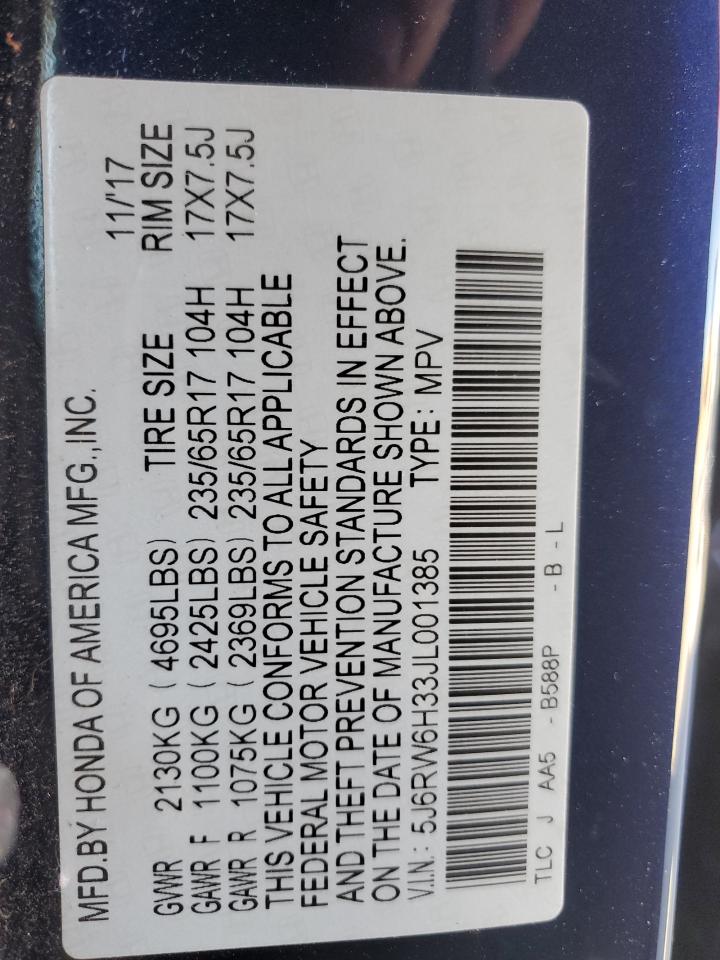 MFD.BY HONDA OF AMERICA MFG.,INC. 11/'17
GVWR 2130KG (4695LBS) TIRE SIZE RIM SIZE
GAWR F 1100KG (2425LBS) 235/65R17 104H 17X7.5J
GAWR R 1075KG (2369LBS) 235/65R17 104H 17X7.5J
THIS VEHICLE CONFORMS TO ALL APPLICABLE
FEDERAL MOTOR VEHICLE SAFETY
AND THEFT PREVENTION STANDARDS IN EFFECT
ON THE DATE OF MANUFACTURE SHOWN ABOVE.
V.I.N.: 5J6RW6H33JL001385 TYPE: MPV
TLC J AA5 - B588P - B - L